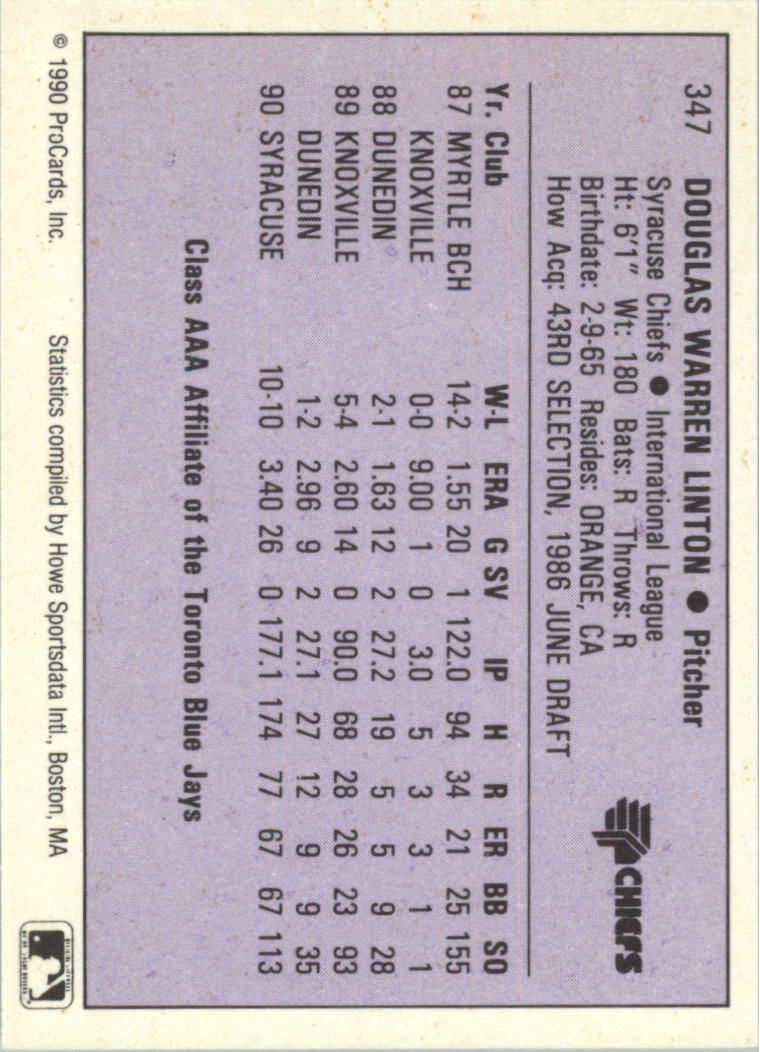 347 DOUGLAS WARREN LINTON ● Pitcher
Syracuse Chiefs ● International League
Ht: 6'1" Wt: 180 Bats: R Throws: R
Birthdate: 2-9-65 Resides: ORANGE, CA
How Acq: 43RD SELECTION, 1986 JUNE DRAFT
CHIEFS
Yr. Club W-L ERA G SV IP H R ER BB SO
87 MYRTLE BCH 14-2 1.55 20 1 122.0 94 34 21 25 155
KNOXVILLE 0-0 9.00 1 0 3.0 5 3 3 1 1
88 DUNEDIN 2-1 1.63 12 2 27.2 19 5 5 9 28
89 KNOXVILLE 5-4 2.60 14 0 90.0 68 28 26 23 93
DUNEDIN 1-2 2.96 9 2 27.1 27 12 9 9 35
90 SYRACUSE 10-10 3.40 26 0 177.1 174 77 67 67 113
Class AAA Affiliate of the Toronto Blue Jays
© 1990 ProCards, Inc. Statistics compiled by Howe Sportsdata Intl., Boston, MA